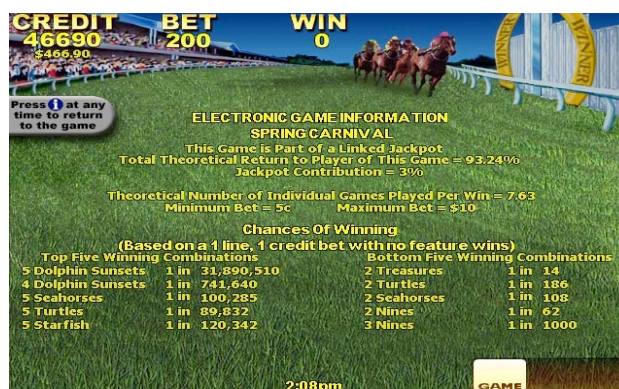 CREDIT BET WIN
46690 200 0
$466.90
WINNER
WINNER
Press i at any
time to return
to the game
ELECTRONIC GAME INFORMATION
SPRING CARNIVAL
This Game is Part of a Linked Jackpot
Total Theoretical Return to Player of This Game = 93.24%
Jackpot Contribution = 3%
Theoretical Number of Individual Games Played Per Win = 7.63
Minimum Bet = 5c Maximum Bet = $10
Chances Of Winning
(Based on a 1 line, 1 credit bet with no feature wins)
Top Five Winning Combinations Bottom Five Winning Combinations
5 Dolphin Sunsets 1 in 31,890,510 2 Treasures 1 in 14
4 Dolphin Sunsets 1 in 741,640 2 Turtles 1 in 186
5 Seahorses 1 in 100,285 2 Seahorses 1 in 108
5 Turtles 1 in 89,832 2 Nines 1 in 62
5 Starfish 1 in 120,342 3 Nines 1 in 1000
2:08pm
GAME